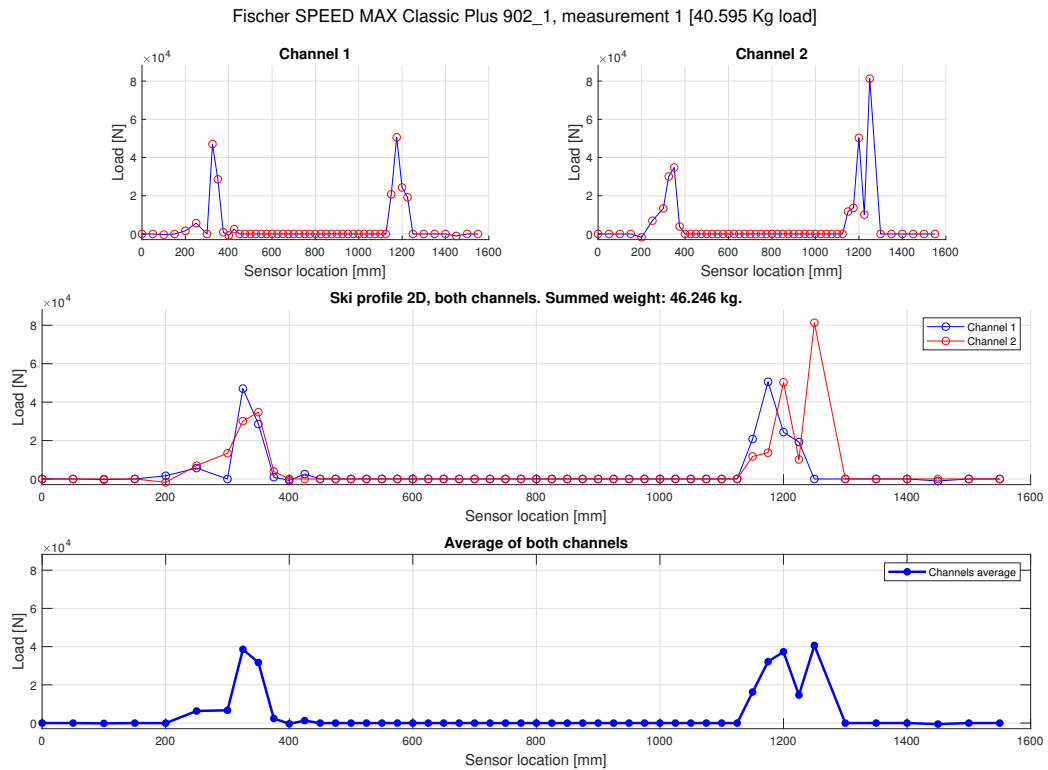 Fischer SPEED MAX Classic Plus 902_1, measurement 1 [40.595 Kg load]
Channel 1
×10⁴
8
6
4
2
0
Load [N]
0 200 400 600 800 1000 1200 1400 1600
Sensor location [mm]
Channel 2
×10⁴
8
6
4
2
0
Load [N]
0 200 400 600 800 1000 1200 1400 1600
Sensor location [mm]
Ski profile 2D, both channels. Summed weight: 46.246 kg.
×10⁴
8
6
4
2
0
Load [N]
Channel 1
Channel 2
0 200 400 600 800 1000 1200 1400 1600
Sensor location [mm]
Average of both channels
×10⁴
8
6
4
2
0
Load [N]
Channels average
0 200 400 600 800 1000 1200 1400 1600
Sensor location [mm]